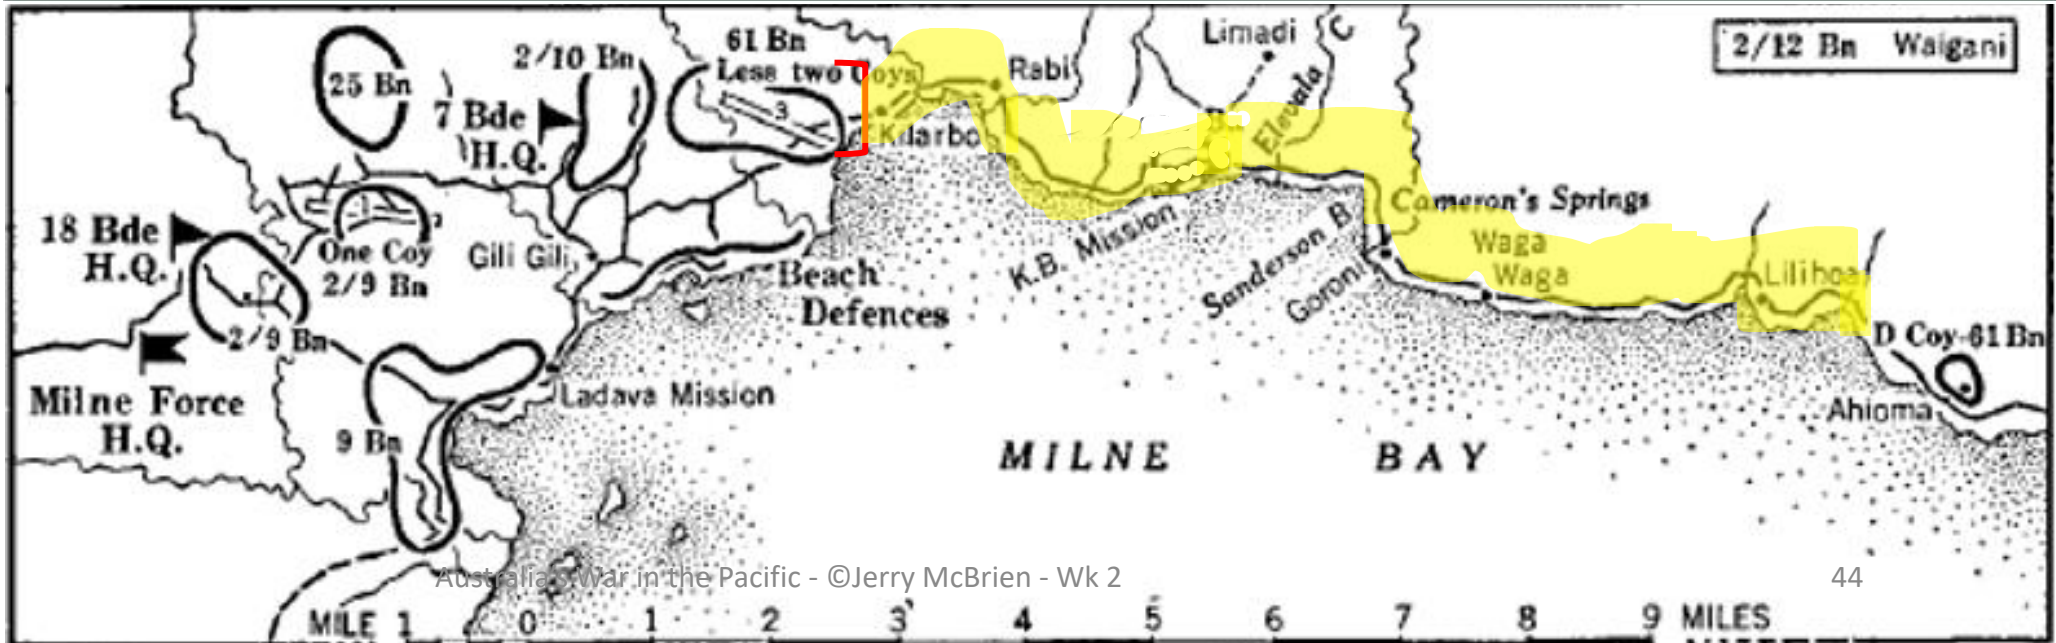 61 Bn
Less two Coys
2/10 Bn
25 Bn
7 Bde
H.Q.
3
Kilarbo
Rabi
Limadi
Elevala C
2/12 Bn Waigani
18 Bde
H.Q.
One Coy
2/9 Bn
Gili Gili
Beach
Defences
K.B. Mission
Sanderson B.
Goroni
Cameron's Springs
Waga
Waga
Lilihoa
D Coy-61 Bn
Ahioma
2/9 Bn
Milne Force
H.Q.
9 Bn
Ladava Mission
MILNE BAY
Australia's War in the Pacific - ©Jerry McBrien - Wk 2
44
MILE 1 0 1 2 3 4 5 6 7 8 9 MILES